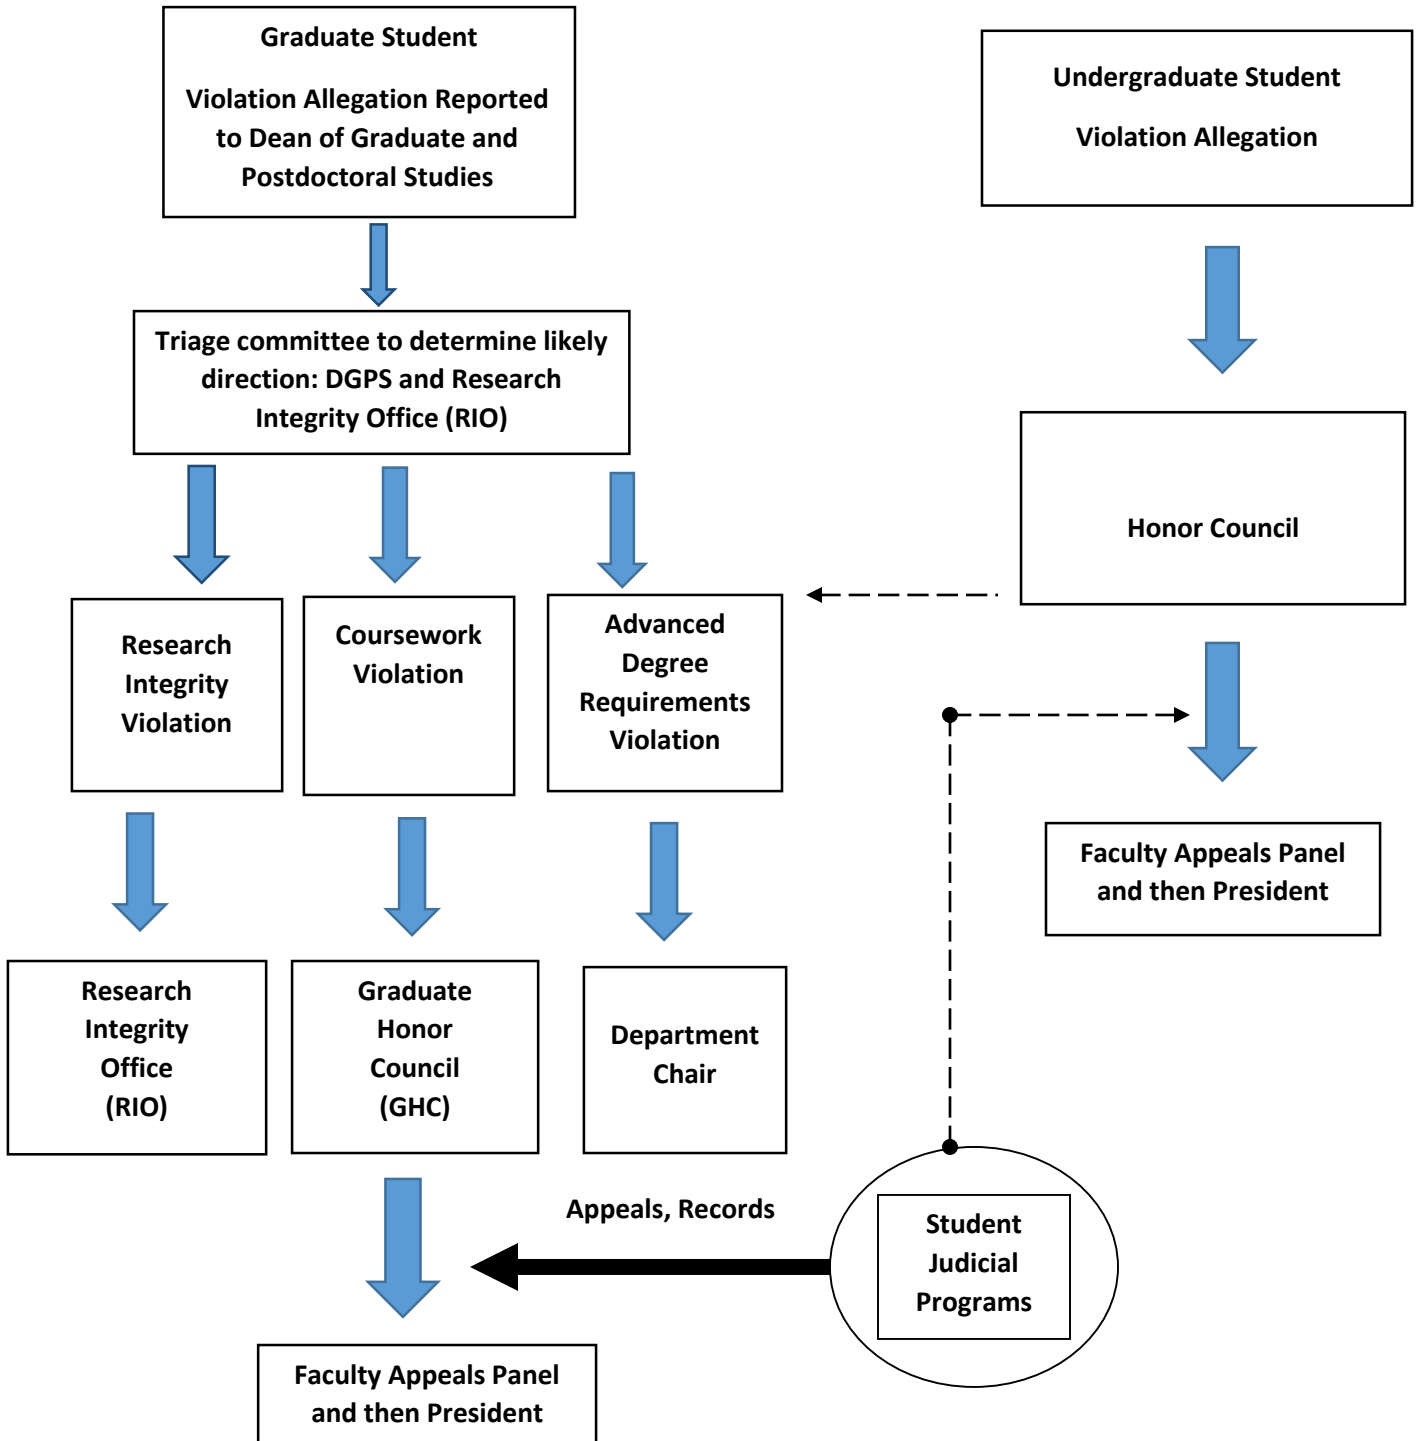 Graduate Student
Violation Allegation Reported
to Dean of Graduate and
Postdoctoral Studies
Undergraduate Student
Violation Allegation
Triage committee to determine likely
direction: DGPS and Research
Integrity Office (RIO)
Honor Council
Research
Integrity
Violation
Coursework
Violation
Advanced
Degree
Requirements
Violation
Faculty Appeals Panel
and then President
Research
Integrity
Office
(RIO)
Graduate
Honor
Council
(GHC)
Department
Chair
Appeals, Records
Student
Judicial
Programs
Faculty Appeals Panel
and then President